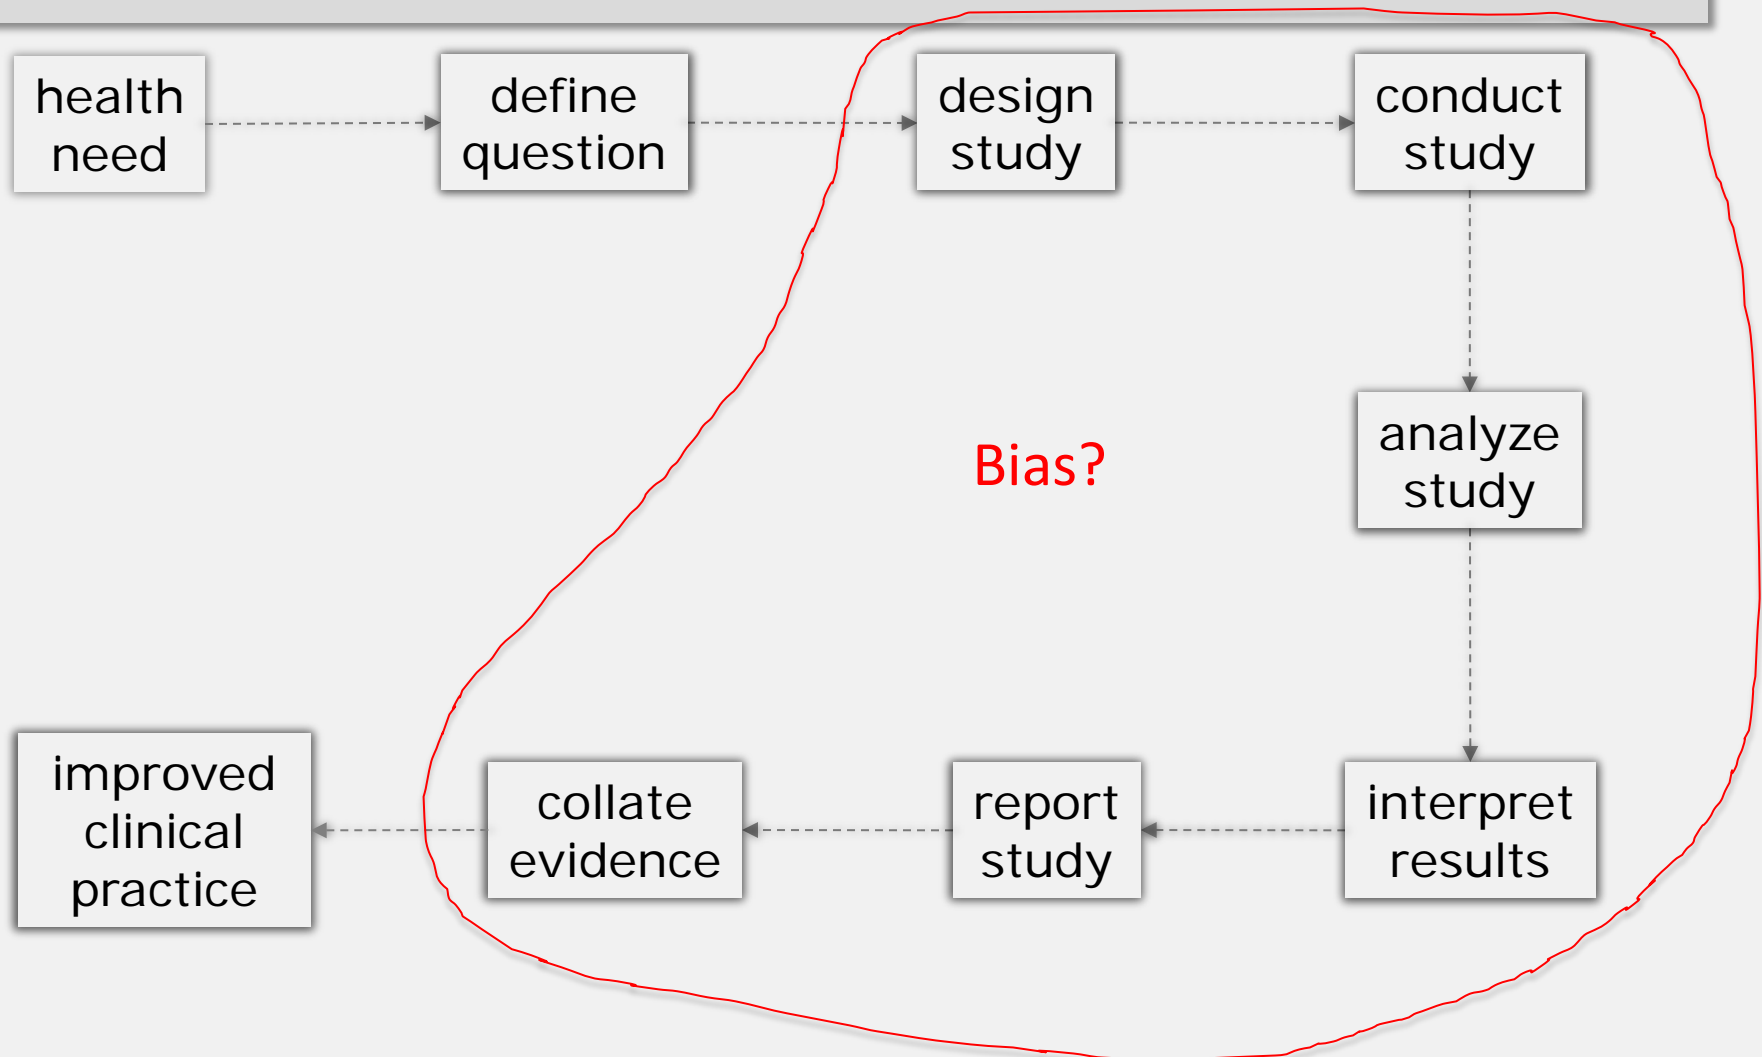 health
need
define
question
design
study
conduct
study
analyze
study
Bias?
improved
clinical
practice
collate
evidence
report
study
interpret
results